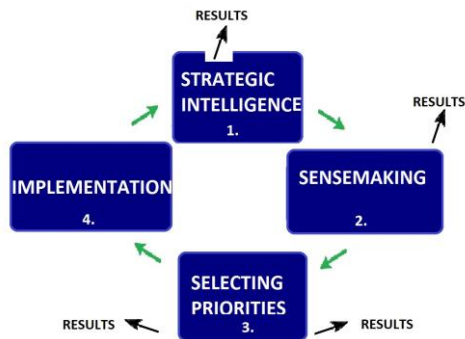 RESULTS
STRATEGIC
INTELLIGENCE
1.
RESULTS
IMPLEMENTATION
4.
SENSEMAKING
2.
SELECTING
PRIORITIES
3.
RESULTS
RESULTS